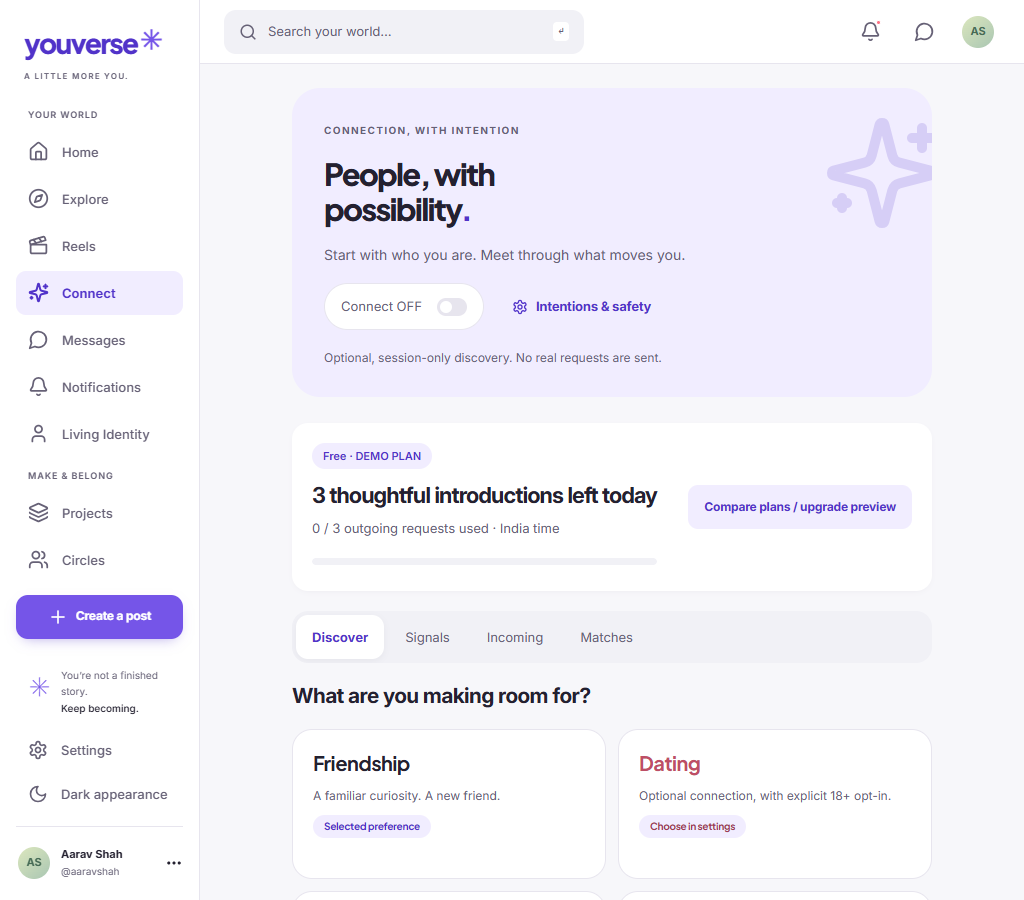 youverse
A LITTLE MORE YOU.
YOUR WORLD
Home
Explore
Reels
Connect
Messages
Notifications
Living Identity
MAKE & BELONG
Projects
Circles
Create a post
You're not a finished
story.
Keep becoming.
Settings
Dark appearance
AS
Aarav Shah
@aaravshah
Search your world...
AS
CONNECTION, WITH INTENTION
People, with
possibility.
Start with who you are. Meet through what moves you.
Connect OFF
Intentions & safety
Optional, session-only discovery. No real requests are sent.
Free · DEMO PLAN
3 thoughtful introductions left today
0 / 3 outgoing requests used · India time
Compare plans / upgrade preview
Discover
Signals
Incoming
Matches
What are you making room for?
Friendship
A familiar curiosity. A new friend.
Selected preference
Dating
Optional connection, with explicit 18+ opt-in.
Choose in settings